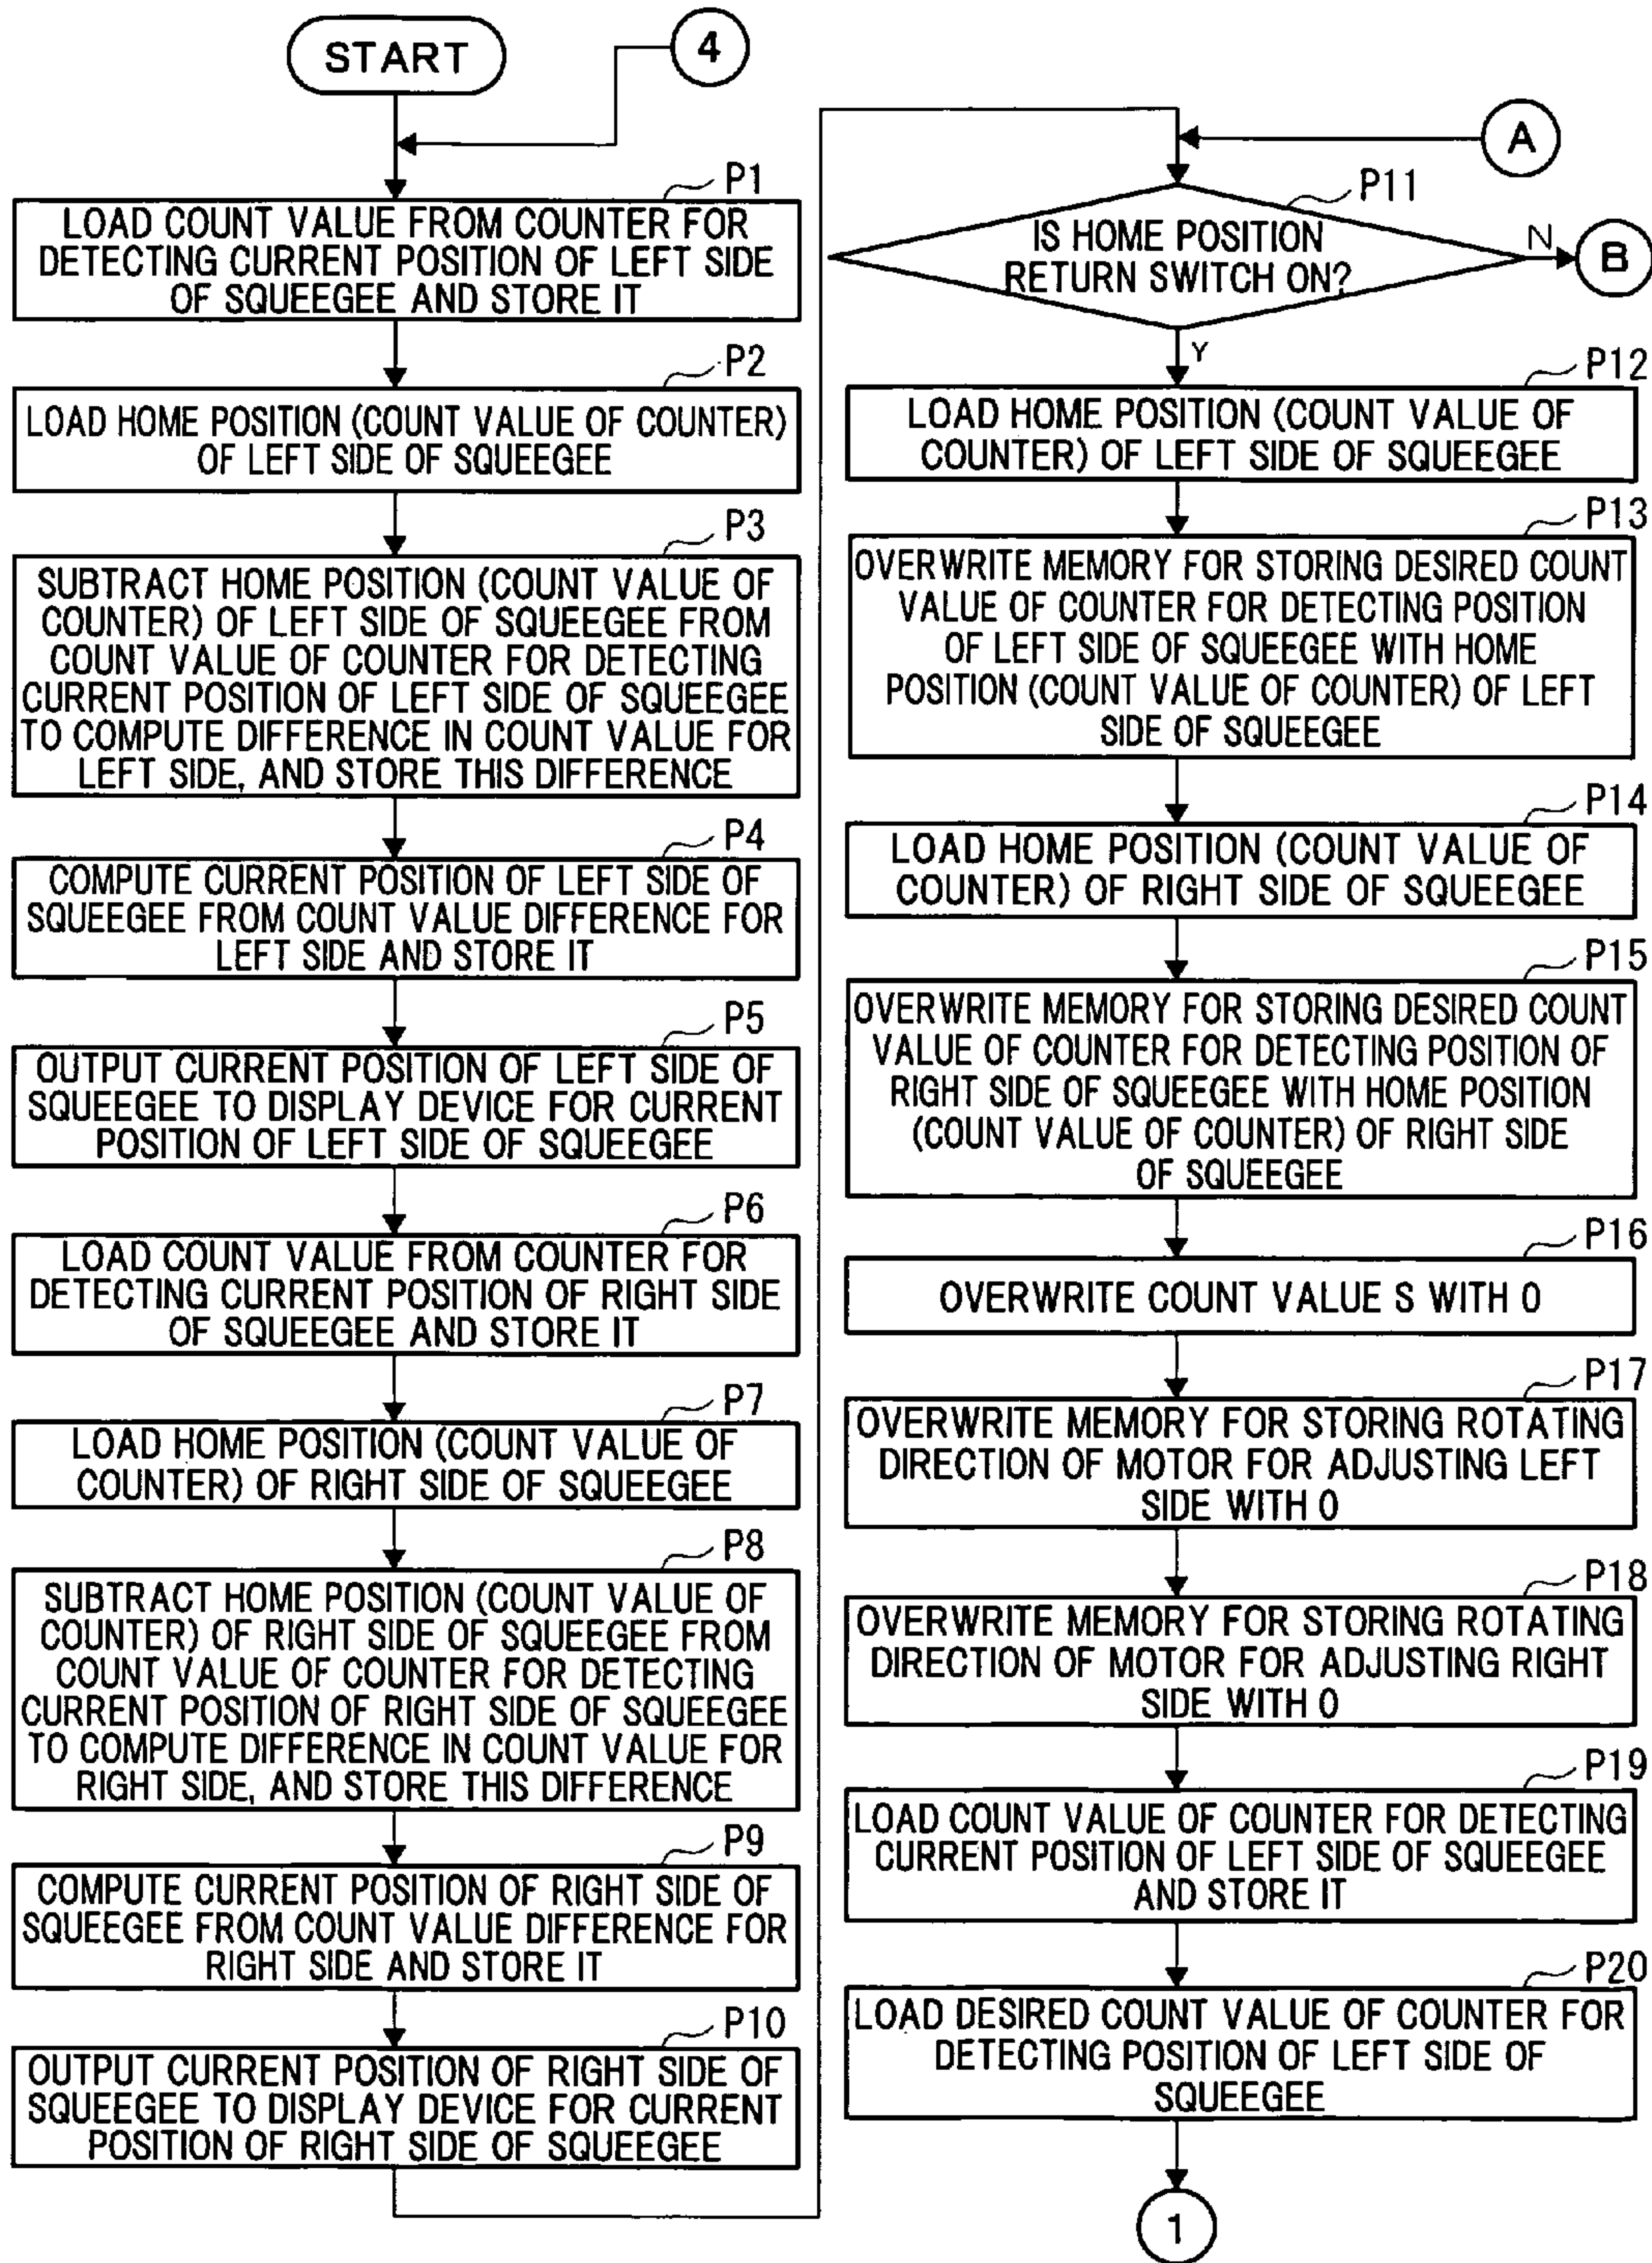 START
4
P1
LOAD COUNT VALUE FROM COUNTER FOR
DETECTING CURRENT POSITION OF LEFT SIDE
OF SQUEEGEE AND STORE IT
P2
LOAD HOME POSITION (COUNT VALUE OF COUNTER)
OF LEFT SIDE OF SQUEEGEE
P3
SUBTRACT HOME POSITION (COUNT VALUE OF
COUNTER) OF LEFT SIDE OF SQUEEGEE FROM
COUNT VALUE OF COUNTER FOR DETECTING
CURRENT POSITION OF LEFT SIDE OF SQUEEGEE
TO COMPUTE DIFFERENCE IN COUNT VALUE FOR
LEFT SIDE, AND STORE THIS DIFFERENCE
P4
COMPUTE CURRENT POSITION OF LEFT SIDE OF
SQUEEGEE FROM COUNT VALUE DIFFERENCE FOR
LEFT SIDE AND STORE IT
P5
OUTPUT CURRENT POSITION OF LEFT SIDE OF
SQUEEGEE TO DISPLAY DEVICE FOR CURRENT
POSITION OF LEFT SIDE OF SQUEEGEE
P6
LOAD COUNT VALUE FROM COUNTER FOR
DETECTING CURRENT POSITION OF RIGHT SIDE
OF SQUEEGEE AND STORE IT
P7
LOAD HOME POSITION (COUNT VALUE OF
COUNTER) OF RIGHT SIDE OF SQUEEGEE
P8
SUBTRACT HOME POSITION (COUNT VALUE OF
COUNTER) OF RIGHT SIDE OF SQUEEGEE FROM
COUNT VALUE OF COUNTER FOR DETECTING
CURRENT POSITION OF RIGHT SIDE OF SQUEEGEE
TO COMPUTE DIFFERENCE IN COUNT VALUE FOR
RIGHT SIDE, AND STORE THIS DIFFERENCE
P9
COMPUTE CURRENT POSITION OF RIGHT SIDE OF
SQUEEGEE FROM COUNT VALUE DIFFERENCE FOR
RIGHT SIDE AND STORE IT
P10
OUTPUT CURRENT POSITION OF RIGHT SIDE OF
SQUEEGEE TO DISPLAY DEVICE FOR CURRENT
POSITION OF RIGHT SIDE OF SQUEEGEE
A
P11
IS HOME POSITION
RETURN SWITCH ON?
N
B
Y
P12
LOAD HOME POSITION (COUNT VALUE OF
COUNTER) OF LEFT SIDE OF SQUEEGEE
P13
OVERWRITE MEMORY FOR STORING DESIRED COUNT
VALUE OF COUNTER FOR DETECTING POSITION
OF LEFT SIDE OF SQUEEGEE WITH HOME
POSITION (COUNT VALUE OF COUNTER) OF LEFT
SIDE OF SQUEEGEE
P14
LOAD HOME POSITION (COUNT VALUE OF
COUNTER) OF RIGHT SIDE OF SQUEEGEE
P15
OVERWRITE MEMORY FOR STORING DESIRED COUNT
VALUE OF COUNTER FOR DETECTING POSITION OF
RIGHT SIDE OF SQUEEGEE WITH HOME POSITION
(COUNT VALUE OF COUNTER) OF RIGHT SIDE
OF SQUEEGEE
P16
OVERWRITE COUNT VALUE S WITH 0
P17
OVERWRITE MEMORY FOR STORING ROTATING
DIRECTION OF MOTOR FOR ADJUSTING LEFT
SIDE WITH 0
P18
OVERWRITE MEMORY FOR STORING ROTATING
DIRECTION OF MOTOR FOR ADJUSTING RIGHT
SIDE WITH 0
P19
LOAD COUNT VALUE OF COUNTER FOR DETECTING
CURRENT POSITION OF LEFT SIDE OF SQUEEGEE
AND STORE IT
P20
LOAD DESIRED COUNT VALUE OF COUNTER FOR
DETECTING POSITION OF LEFT SIDE OF
SQUEEGEE
1